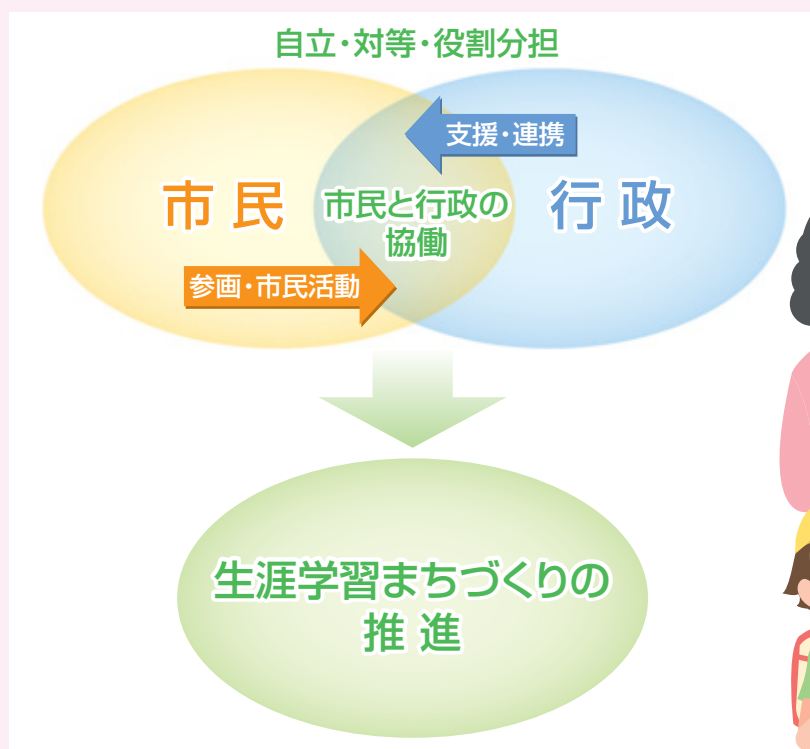 自立・対等・役割分担
支援・連携
市民
市民と行政の
協働
行政
参画・市民活動
生涯学習まちづくりの
推進